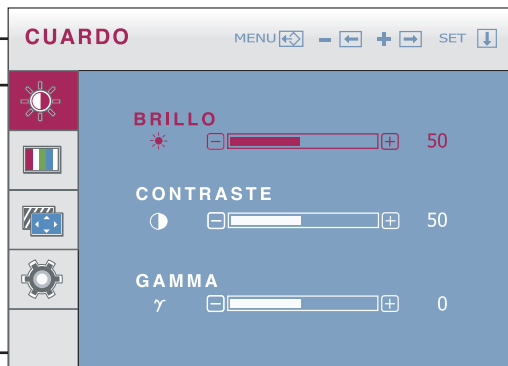 CUARDO MENU - + SET
BRILLO
- + 50
CONTRASTE
- + 50
GAMMA
γ - + 0